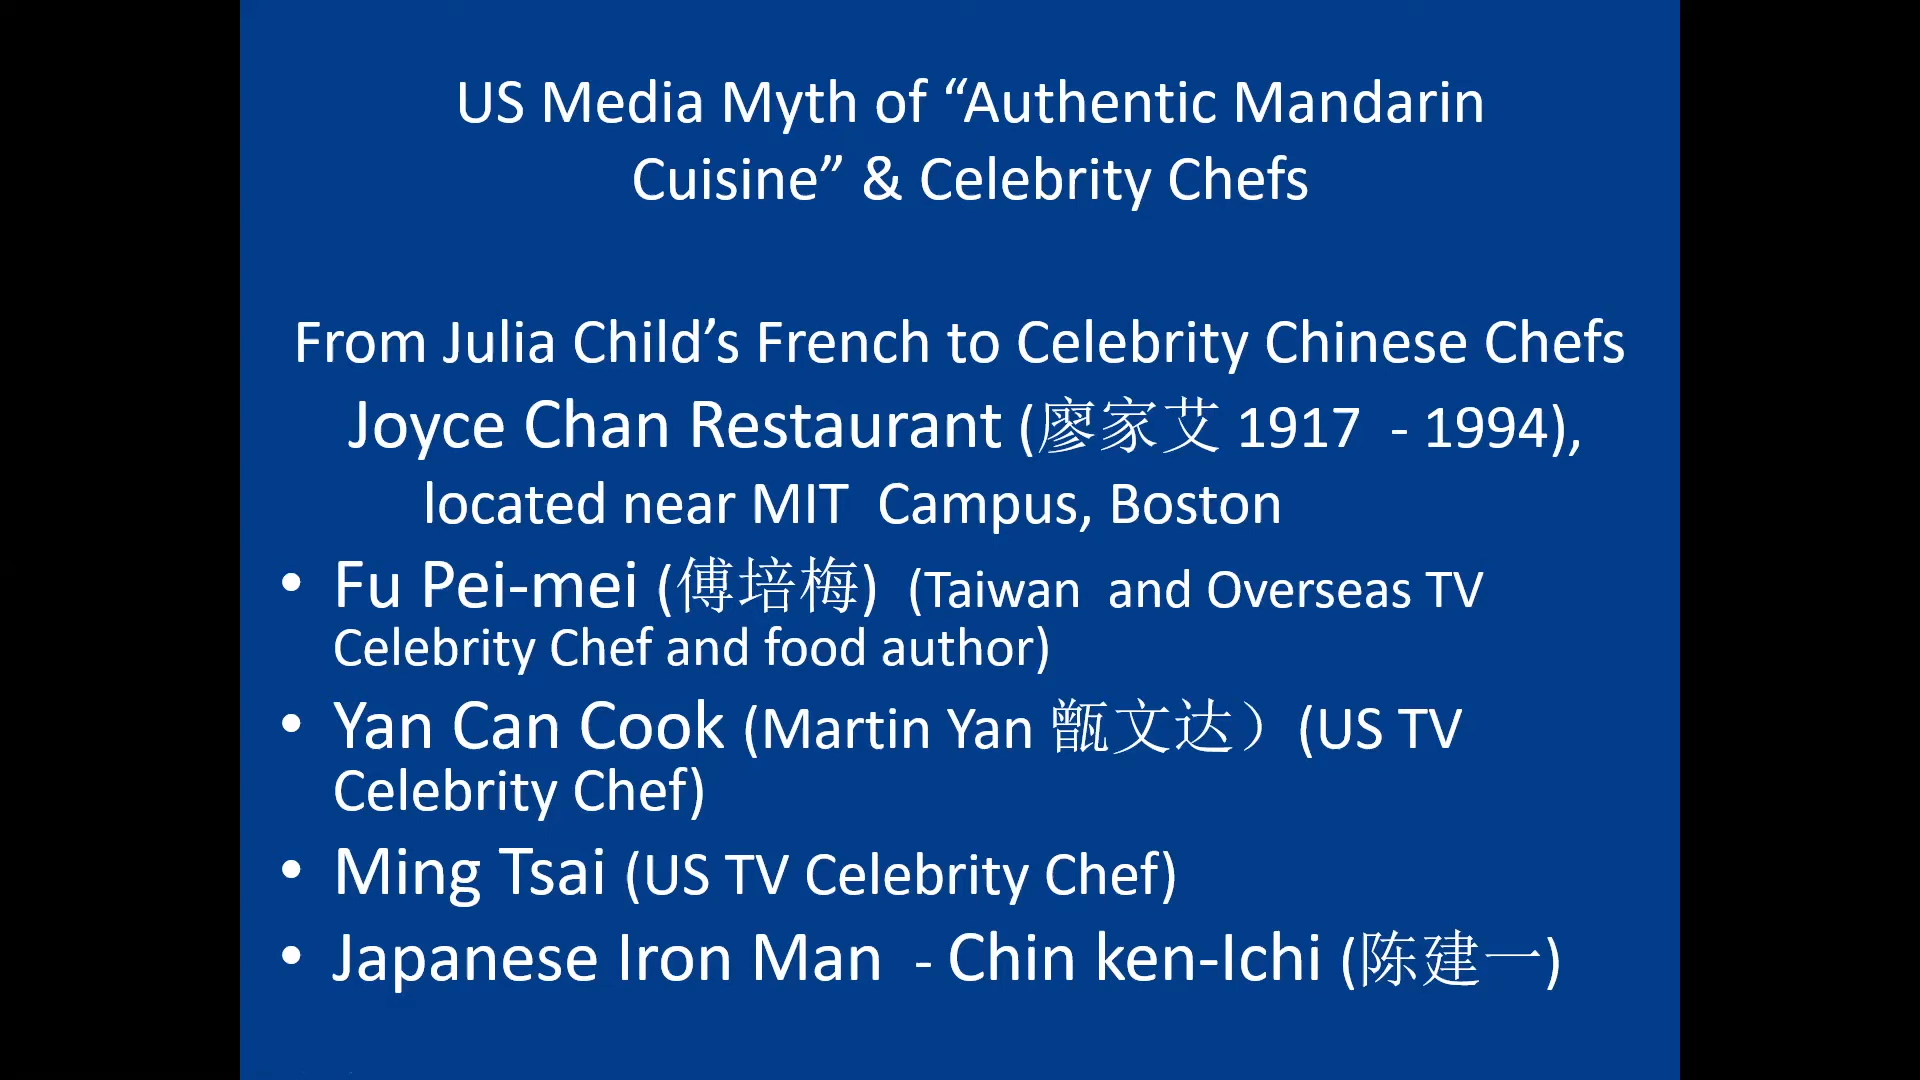 US Media Myth of “Authentic Mandarin
Cuisine” & Celebrity Chefs
From Julia Child’s French to Celebrity Chinese Chefs
Joyce Chan Restaurant (廖家艾 1917 - 1994),
located near MIT Campus, Boston
• Fu Pei-mei (傅培梅) (Taiwan and Overseas TV
Celebrity Chef and food author)
• Yan Can Cook (Martin Yan 甑文达）(US TV
Celebrity Chef)
• Ming Tsai (US TV Celebrity Chef)
• Japanese Iron Man - Chin ken-Ichi (陈建一)